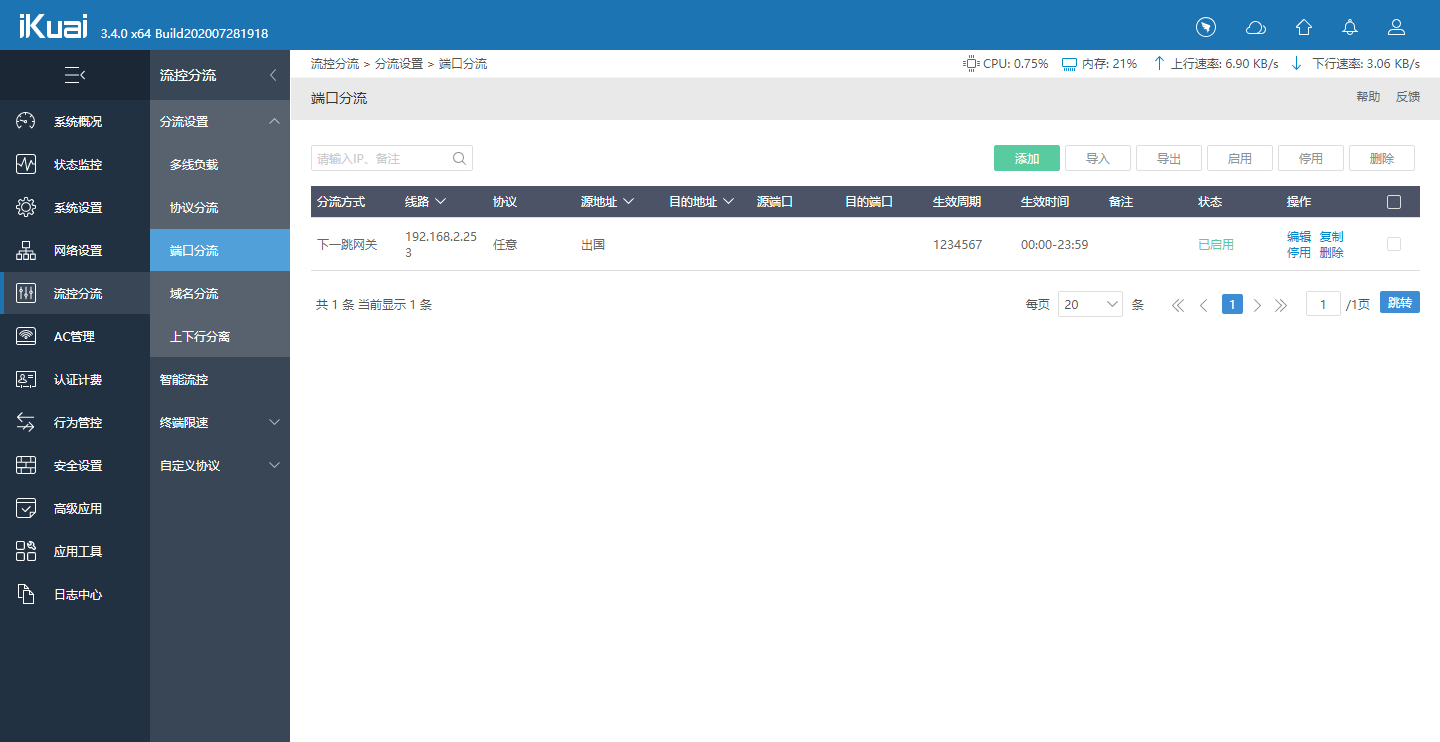 iKuai 3.4.0 x64 Build202007281918
流控分流
流控分流 > 分流设置 > 端口分流
CPU: 0.75% 内存: 21% 上行速率: 6.90 KB/s 下行速率: 3.06 KB/s
端口分流
帮助 反馈
系统概况
状态监控
系统设置
网络设置
流控分流
AC管理
认证计费
行为管控
安全设置
高级应用
应用工具
日志中心
分流设置
多线负载
协议分流
端口分流
域名分流
上下行分离
智能流控
终端限速
自定义协议
请输入IP、备注
添加 导入 导出 启用 停用 删除
分流方式 线路 协议 源地址 目的地址 源端口 目的端口 生效周期 生效时间 备注 状态 操作
下一跳网关 192.168.2.25 任意 出国 1234567 00:00-23:59 已启用 编辑 复制
3 停用 删除
共 1 条 当前显示 1 条
每页 20 条 1 1 /1页 跳转